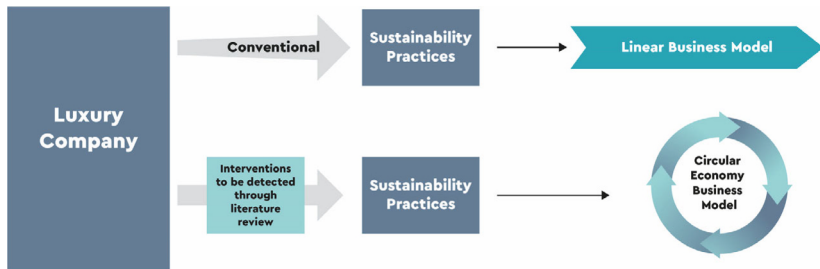 Luxury
Company
Conventional
Sustainability
Practices
Linear Business Model
Interventions
to be detected
through
literature
review
Sustainability
Practices
Circular
Economy
Business
Model